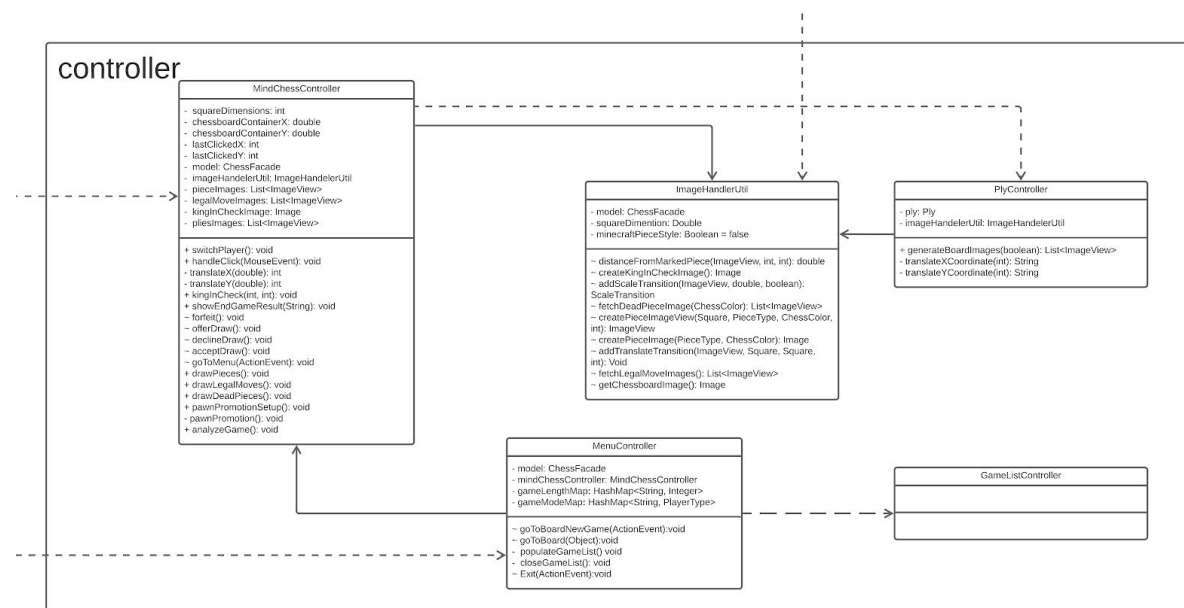 controller
MindChessController
- squareDimensions: int
- chessboardContainerX: double
- chessboardContainerY: double
- lastClickedX: int
- lastClickedY: int
- model: ChessFacade
- imageHandelerUtil: ImageHandelerUtil
- pieceImages: List<ImageView>
- legalMoveImages: List<ImageView>
- kingInCheckImage: Image
- pliesImages: List<ImageView>
+ switchPlayer(): void
+ handleClick(MouseEvent): void
- translateX(double): int
- translateY(double): int
+ kingInCheck(int, int): void
+ showEndGameResult(String): void
~ forfeit(): void
~ offerDraw(): void
~ declineDraw(): void
~ acceptDraw(): void
~ goToMenu(ActionEvent): void
+ drawPieces(): void
+ drawLegalMoves(): void
+ drawDeadPieces(): void
+ pawnPromotionSetup(): void
- pawnPromotion(): void
+ analyzeGame(): void
ImageHandlerUtil
- model: ChessFacade
- squareDimention: Double
- minecraftPieceStyle: Boolean = false
~ distanceFromMarkedPiece(ImageView, int, int): double
~ createKingInCheckImage(): Image
~ addScaleTransition(ImageView, double, boolean):
ScaleTransition
~ fetchDeadPieceImage(ChessColor): List<ImageView>
~ createPieceImageView(Square, PieceType, ChessColor,
int): ImageView
~ createPieceImage(PieceType, ChessColor): Image
~ addTranslateTransition(ImageView, Square, Square,
int): Void
~ fetchLegalMoveImages(): List<ImageView>
~ getChessboardImage(): Image
PlyController
- ply: Ply
- imageHandelerUtil: ImageHandelerUtil
+ generateBoardImages(boolean): List<ImageView>
- translateXCoordinate(int): String
- translateYCoordinate(int): String
MenuController
- model: ChessFacade
- mindChessController: MindChessController
- gameLengthMap: HashMap<String, Integer>
- gameModeMap: HashMap<String, PlayerType>
~ goToBoardNewGame(ActionEvent):void
~ goToBoard(Object):void
- populateGameList() void
- closeGameList(): void
~ Exit(ActionEvent):void
GameListController